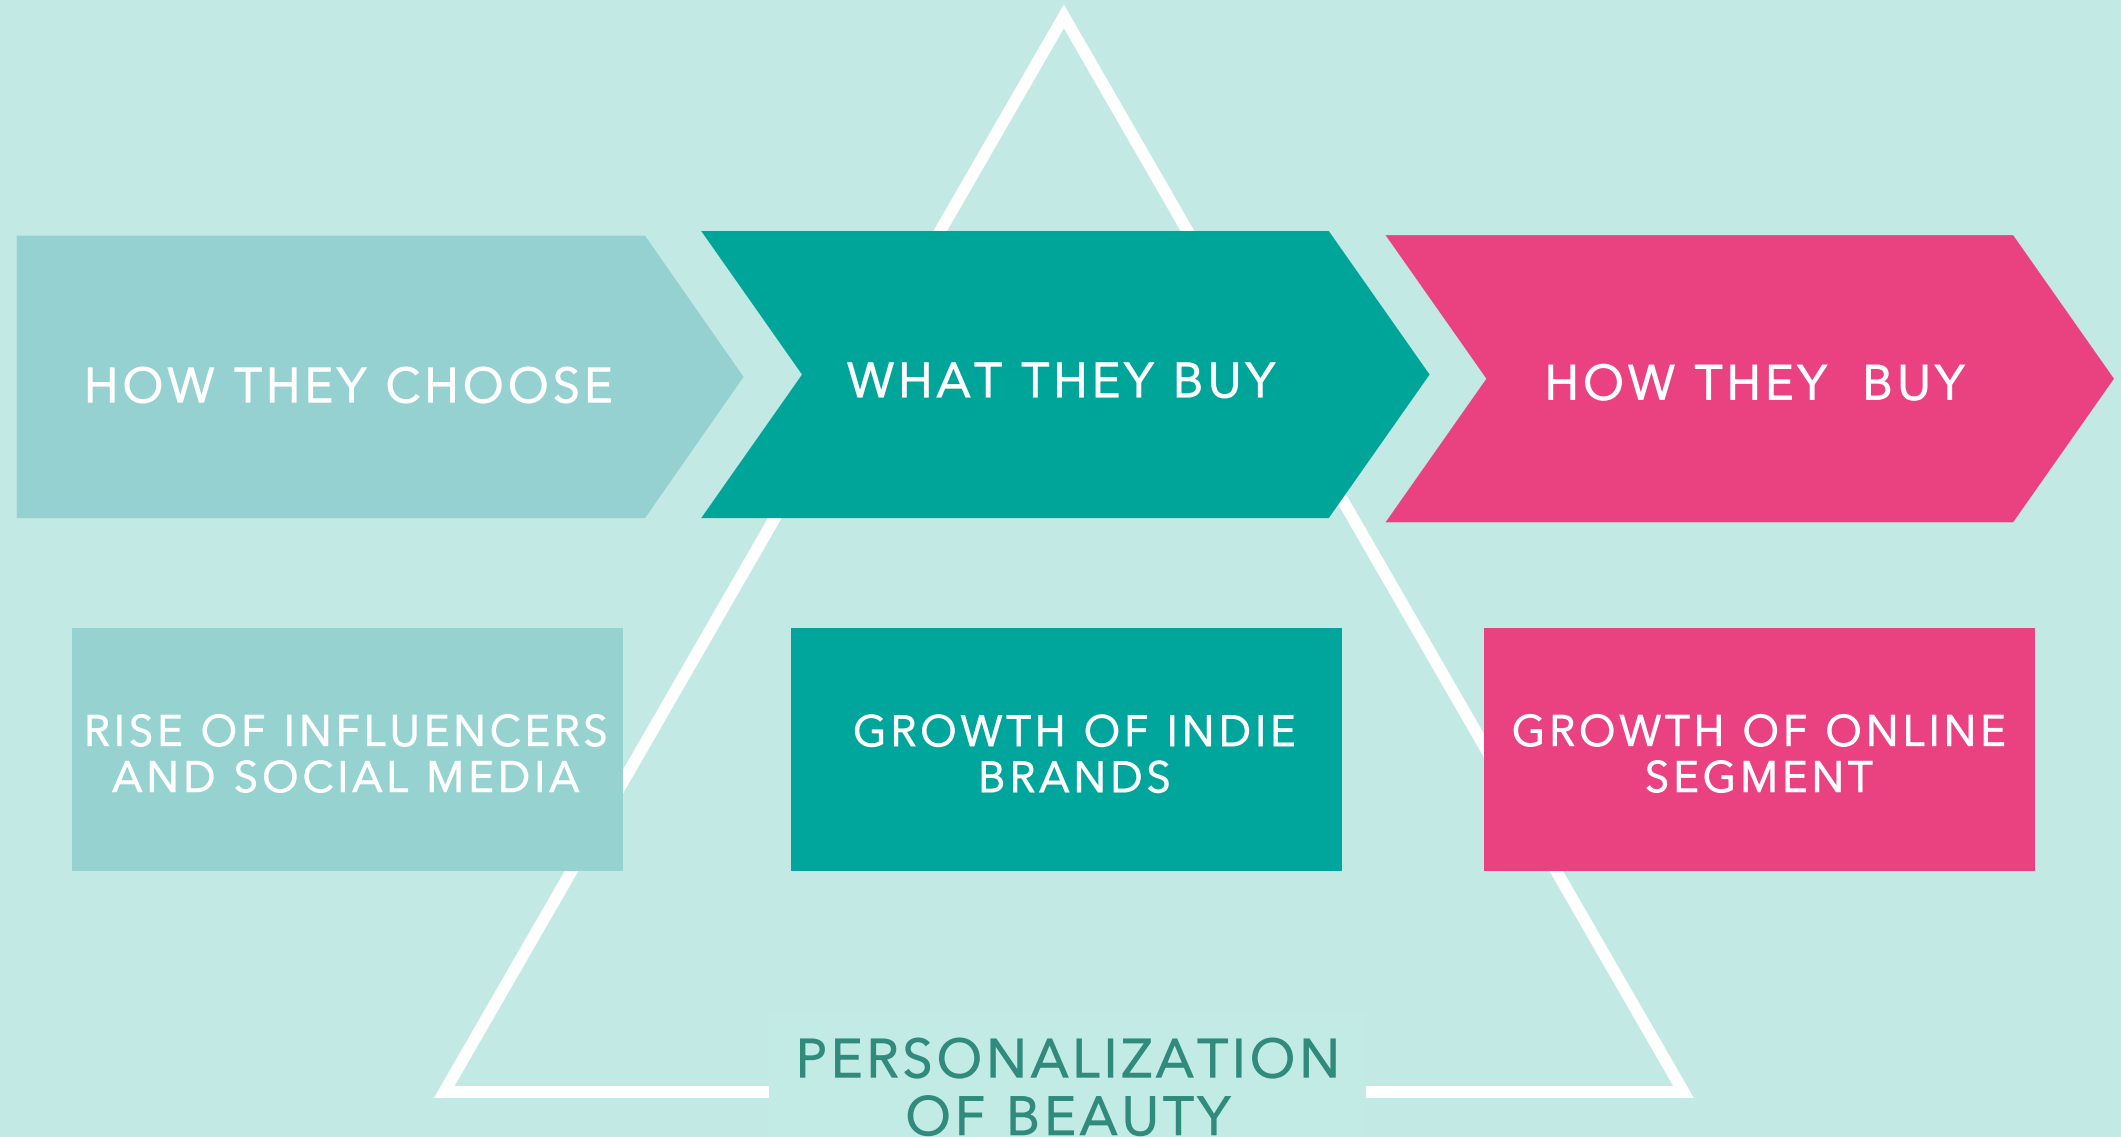 HOW THEY CHOOSE
WHAT THEY BUY
HOW THEY BUY
RISE OF INFLUENCERS
AND SOCIAL MEDIA
GROWTH OF INDIE
BRANDS
GROWTH OF ONLINE
SEGMENT
PERSONALIZATION
OF BEAUTY